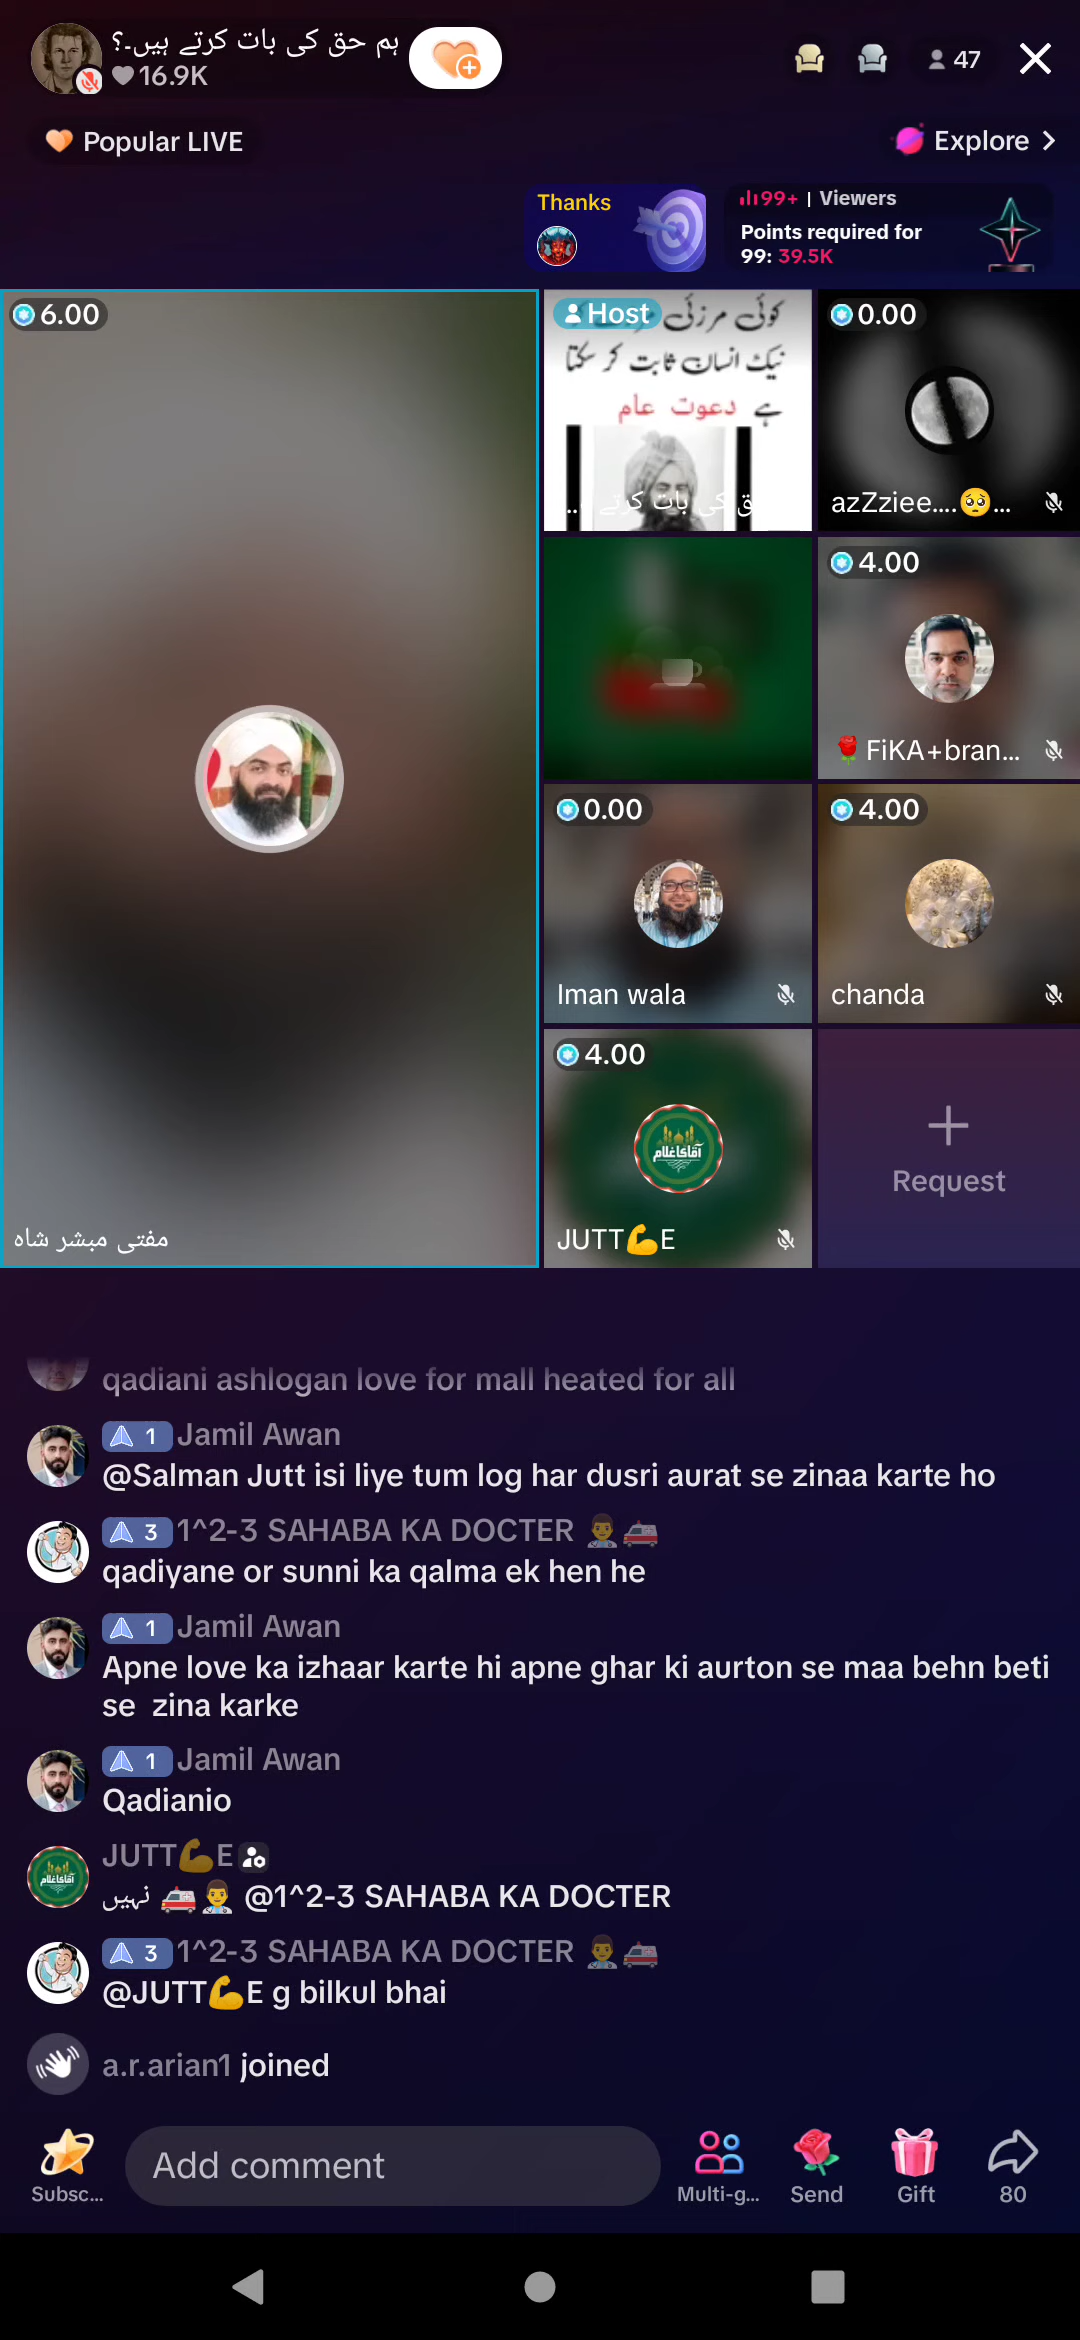 ہم حق کی بات کرتے ہیں۔؟
16.9K
47
Popular LIVE
Explore
Thanks
99+ | Viewers
Points required for
99: 39.5K
6.00
مفتی مبشر شاہ
Host
کوئی مرزئی
نیک انسان ثابت کر سکتا
ہے دعوت عام
ق کی بات کرتے
0.00
azZziee....🥺...
4.00
🌹FiKA+bran...
0.00
Iman wala
4.00
chanda
4.00
آقا کا غلام
JUTT💪E
Request
qadiani ashlogan love for mall heated for all
1 Jamil Awan
@Salman Jutt isi liye tum log har dusri aurat se zinaa karte ho
3 1^2-3 SAHABA KA DOCTER 👨‍⚕️🚑
qadiyane or sunni ka qalma ek hen he
1 Jamil Awan
Apne love ka izhaar karte hi apne ghar ki aurton se maa behn beti
se zina karke
1 Jamil Awan
Qadianio
JUTT💪E
نہیں 🚑👨‍⚕️ @1^2-3 SAHABA KA DOCTER
3 1^2-3 SAHABA KA DOCTER 👨‍⚕️🚑
@JUTT💪E g bilkul bhai
a.r.arian1 joined
Subsc...
Add comment
Multi-g...
Send
Gift
80